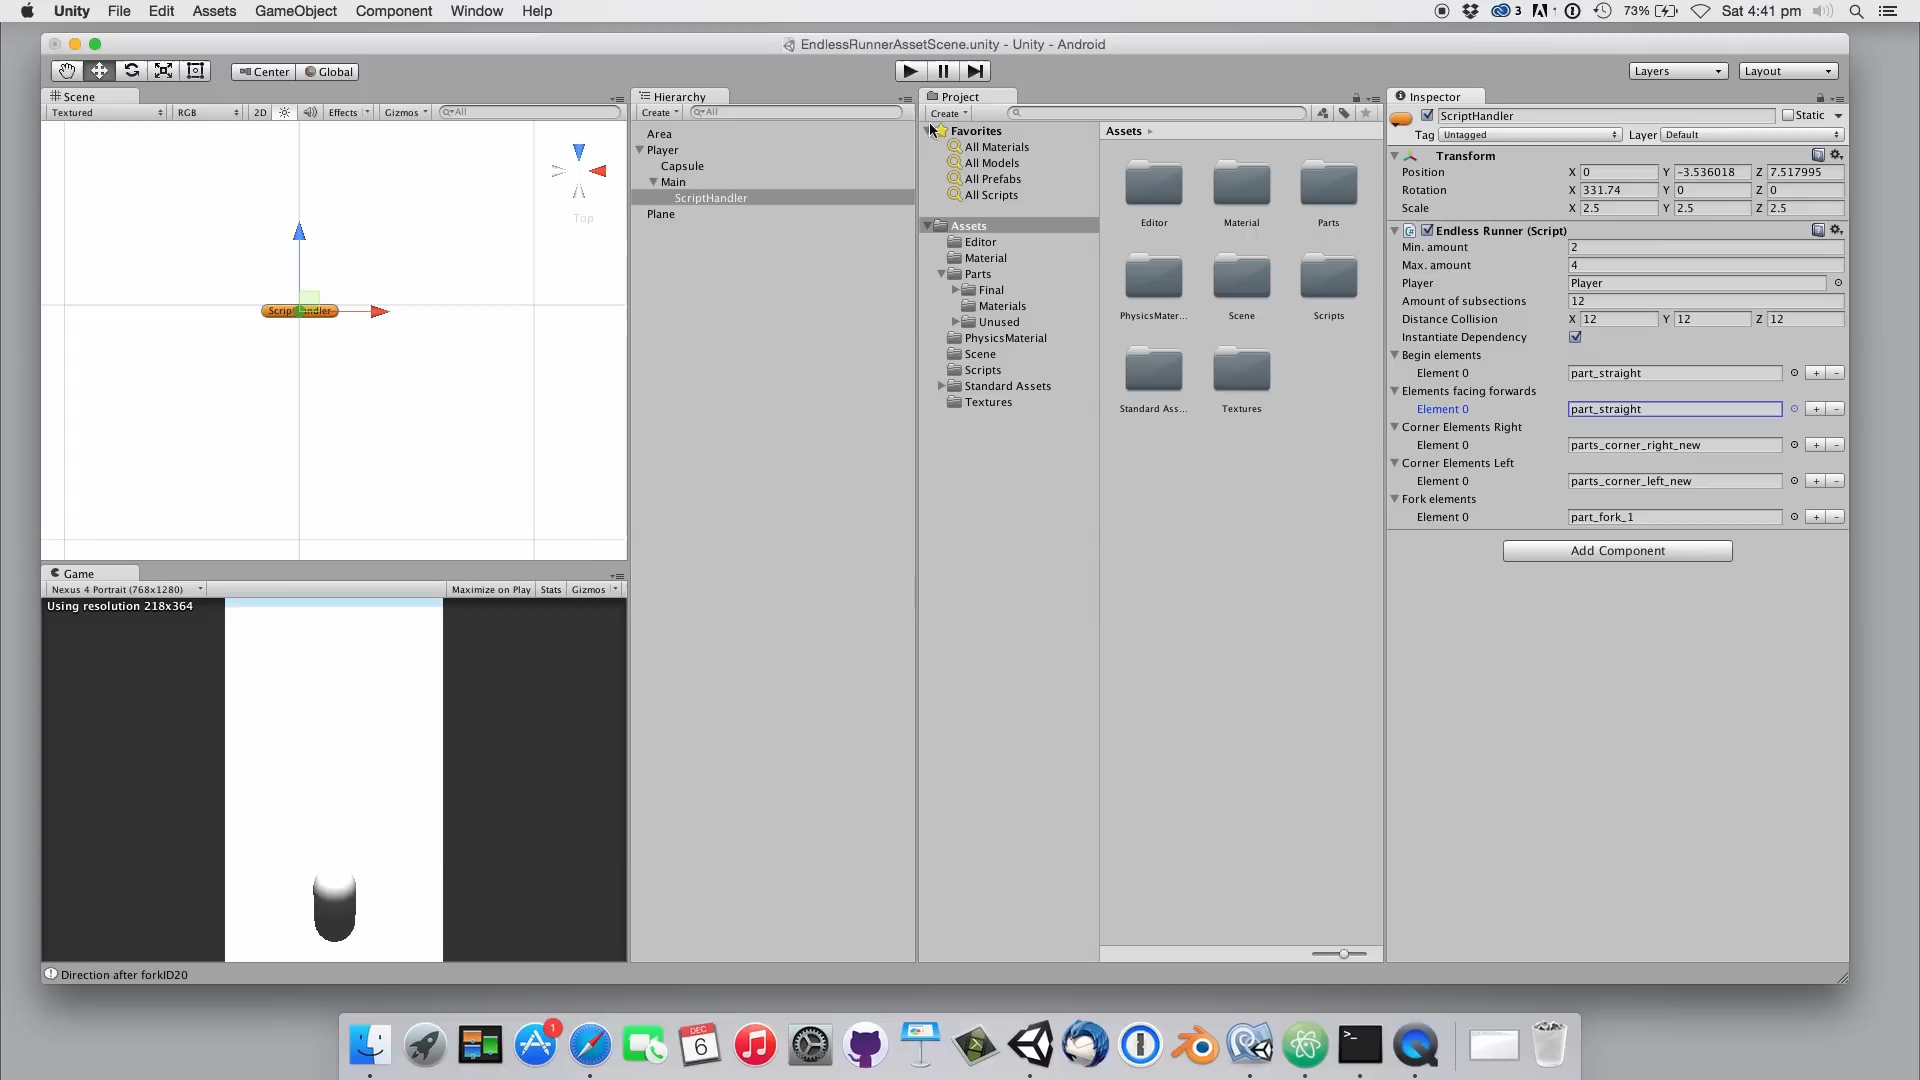 Unity File Edit Assets GameObject Component Window Help
3 1 73% Sat 4:41 pm
EndlessRunnerAssetScene.unity - Unity - Android
Center Global
Layers Layout
Scene
Textured RGB 2D Effects Gizmos All
Top
ScriptHandler
Game
Nexus 4 Portrait (768x1280) Maximize on Play Stats Gizmos
Using resolution 218x364
Direction after forkID20
Hierarchy
Create All
Area
Player
Capsule
Main
ScriptHandler
Plane
Project
Create
Favorites
All Materials
All Models
All Prefabs
All Scripts
Assets
Editor
Material
Parts
Final
Materials
Unused
PhysicsMaterial
Scene
Scripts
Standard Assets
Textures
Assets
Editor Material Parts
PhysicsMater... Scene Scripts
Standard Ass... Textures
Inspector
ScriptHandler Static
Tag Untagged Layer Default
Transform
Position X 0 Y -3.536018 Z 7.517995
Rotation X 331.74 Y 0 Z 0
Scale X 2.5 Y 2.5 Z 2.5
Endless Runner (Script)
Min. amount 2
Max. amount 4
Player Player
Amount of subsections 12
Distance Collision X 12 Y 12 Z 12
Instantiate Dependency
Begin elements
Element 0 part_straight + -
Elements facing forwards
Element 0 part_straight + -
Corner Elements Right
Element 0 parts_corner_right_new + -
Corner Elements Left
Element 0 parts_corner_left_new + -
Fork elements
Element 0 part_fork_1 + -
Add Component
1
DEC
6